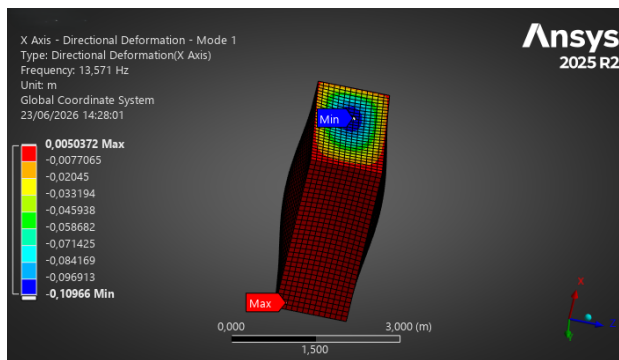 X Axis - Directional Deformation - Mode 1
Type: Directional Deformation(X Axis)
Frequency: 13,571 Hz
Unit: m
Global Coordinate System
23/06/2026 14:28:01
Ansys
2025 R2
0,0050372 Max
-0,0077065
-0,02045
-0,033194
-0,045938
-0,058682
-0,071425
-0,084169
-0,096913
-0,10966 Min
Min
Max
0,000
3,000 (m)
1,500
X
Z